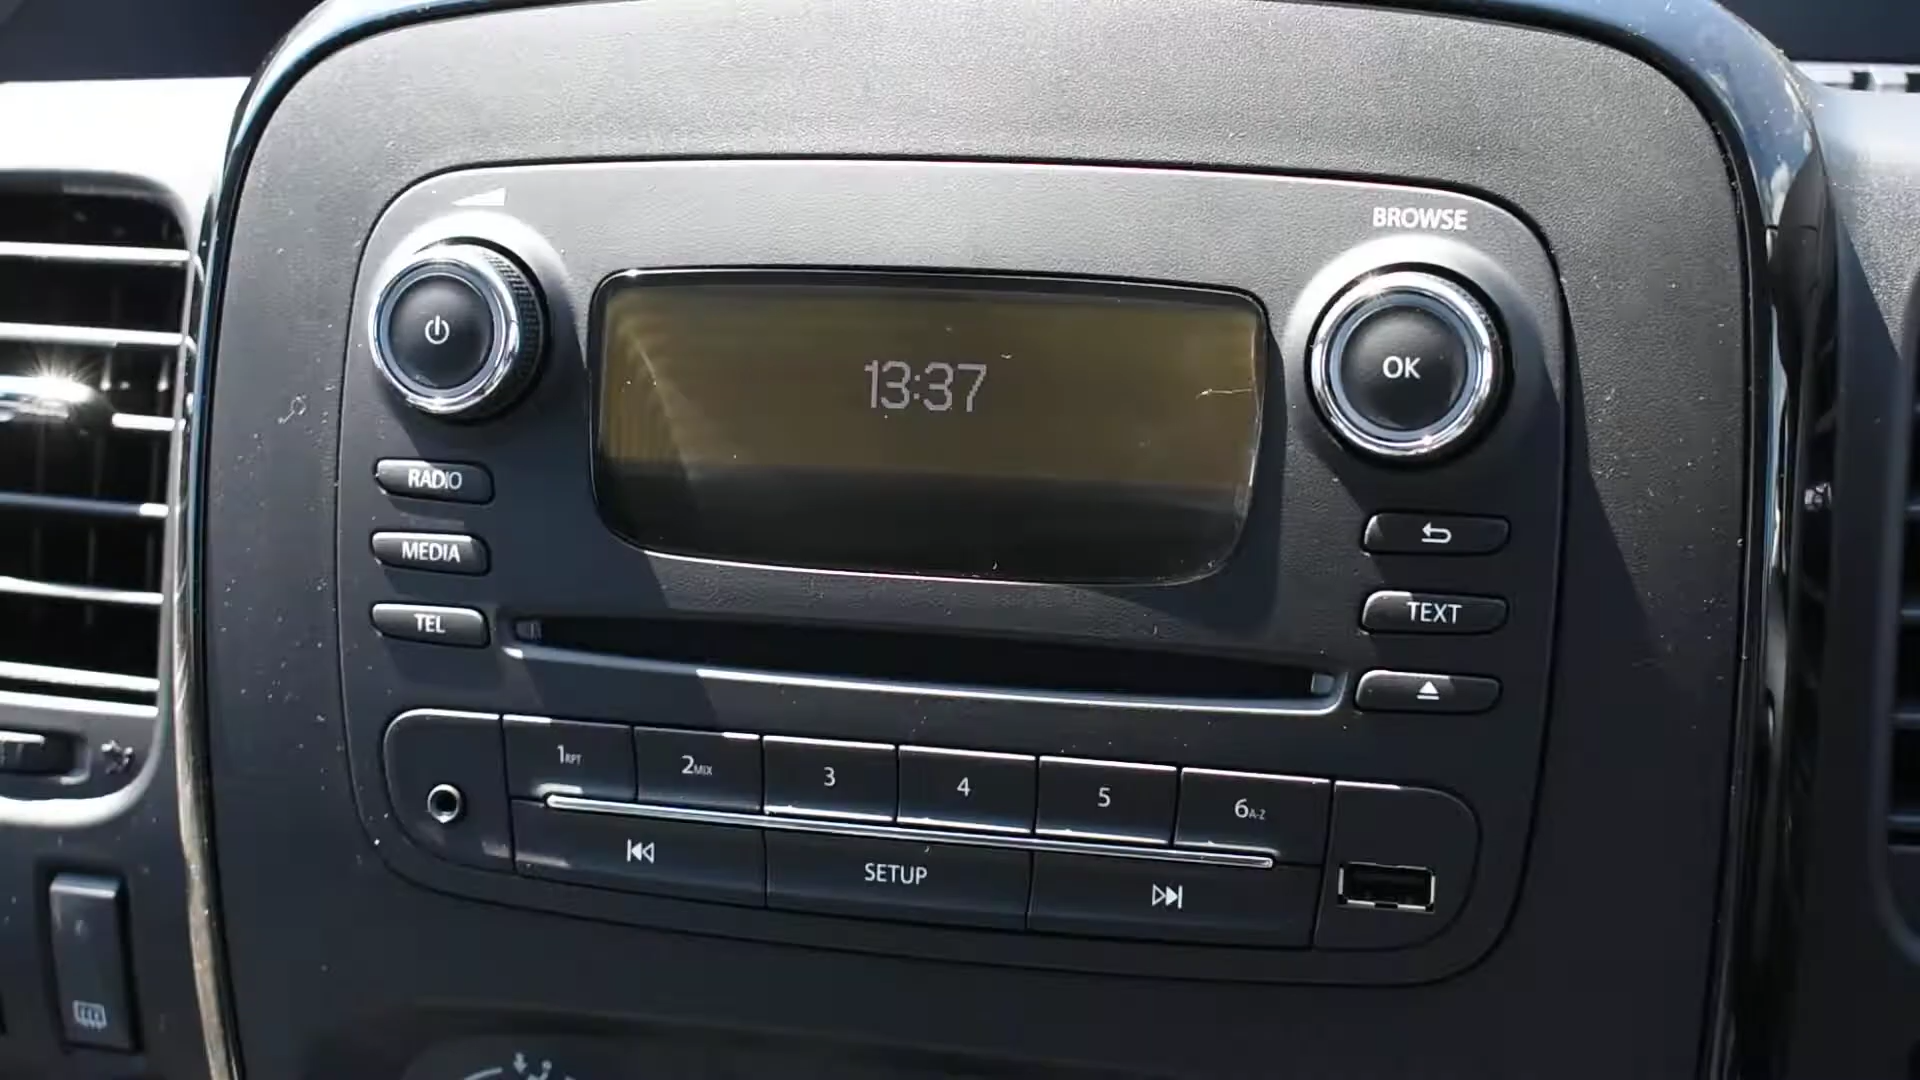 BROWSE
13:37
OK
RADIO
MEDIA
TEL
TEXT
1RPT
2MIX
3
4
5
6A-Z
SETUP